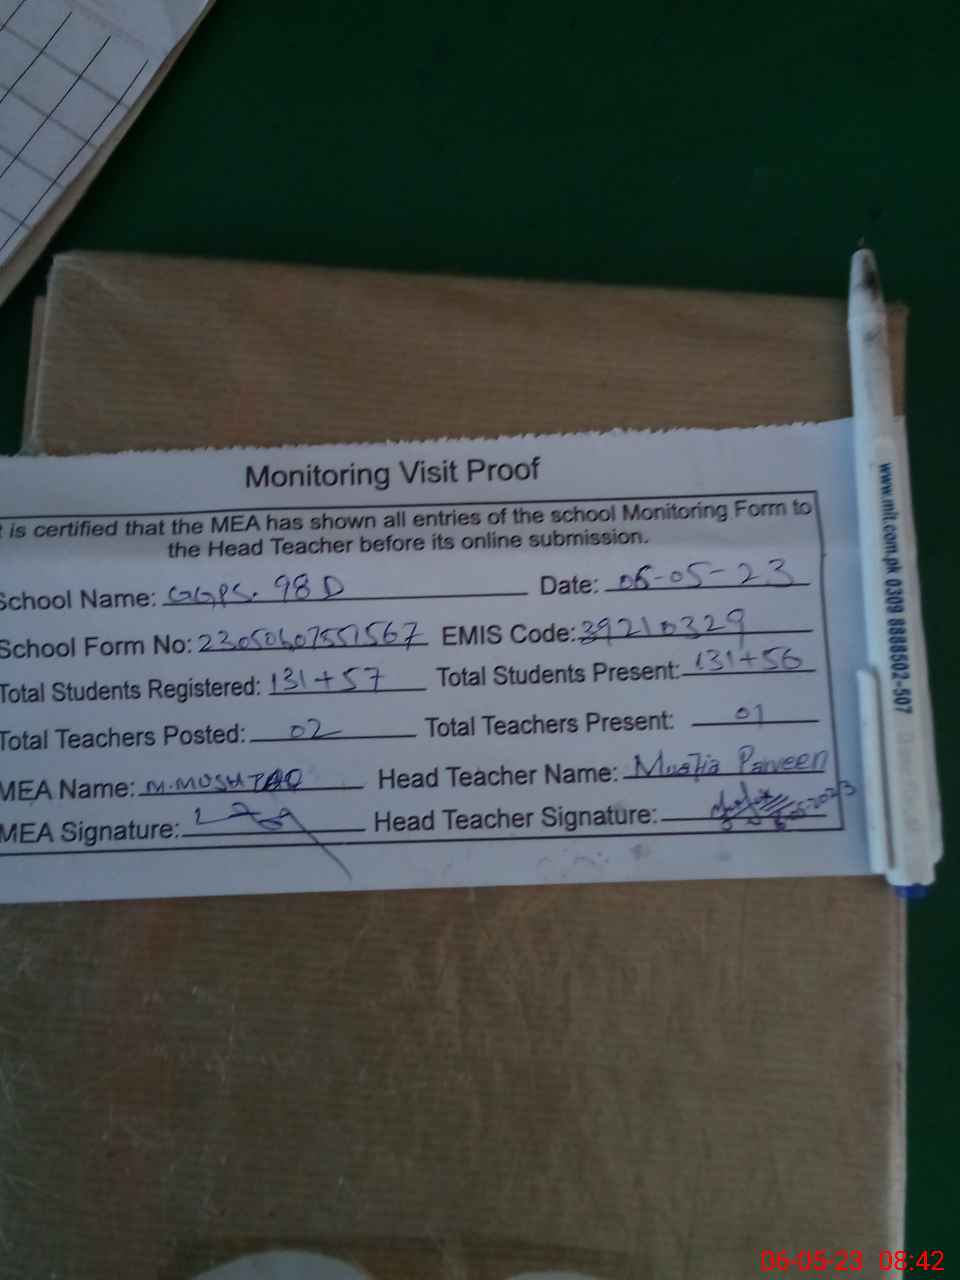 Monitoring Visit Proof
t is certified that the MEA has shown all entries of the school Monitoring Form to
the Head Teacher before its online submission.
School Name: GGPS. 98 D Date: 06-05-23
School Form No: EMIS Code: 39210329
Total Students Registered: 131+57 Total Students Present: 131+56
Total Teachers Posted: 02 Total Teachers Present: 01
MEA Name: M. MUSHTAQ Head Teacher Name: Parveen
MEA Signature: Head Teacher Signature:
www.mit.com.pk 0309 8888502-507
06-05-23 08:42